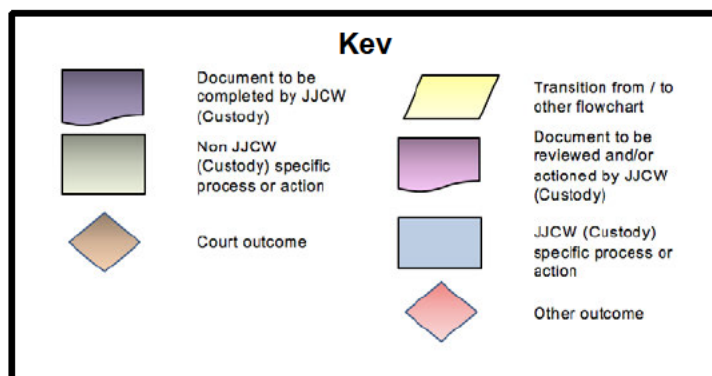 Kev
Document to be
completed by JJCW
(Custody)
Non JJCW
(Custody) specific
process or action
Court outcome
Transition from / to
other flowchart
Document to be
reviewed and/or
actioned by JJCW
(Custody)
JJCW (Custody)
specific process or
action
Other outcome